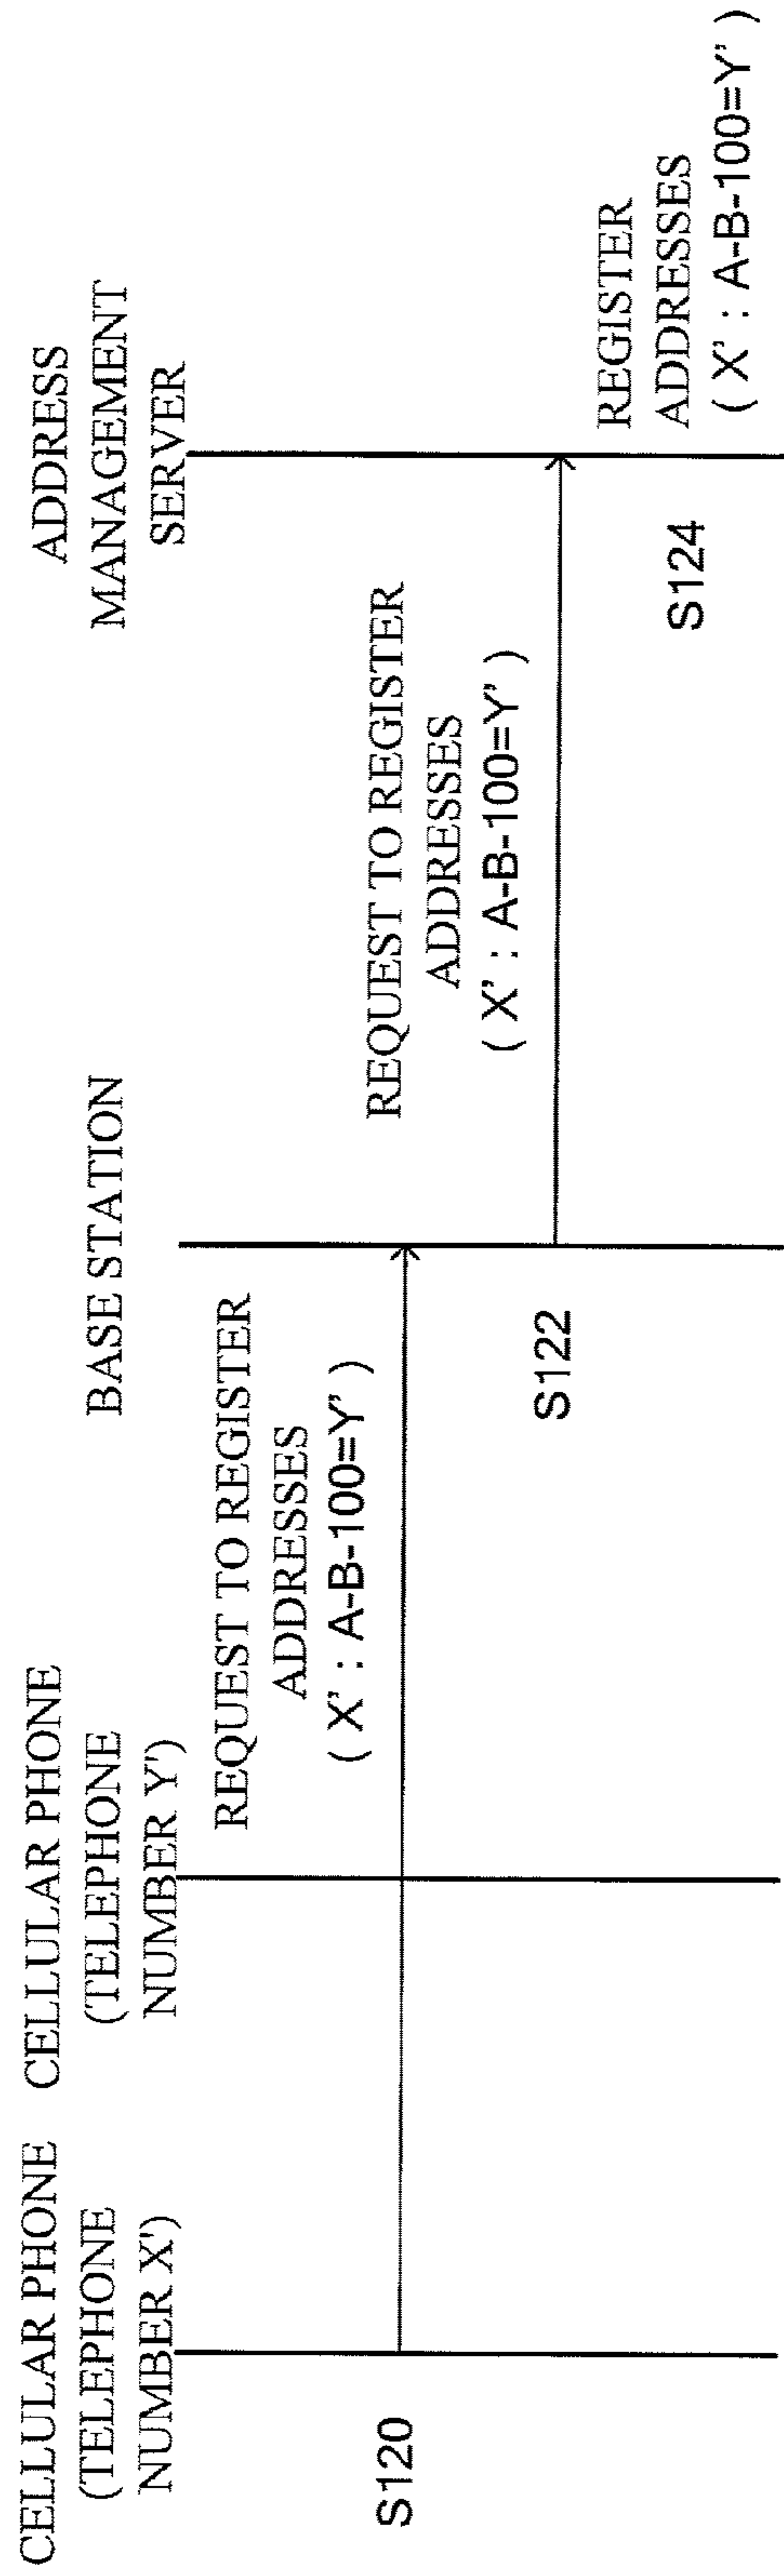 CELLULAR PHONE
(TELEPHONE
NUMBER X')
CELLULAR PHONE
(TELEPHONE
NUMBER Y')
BASE STATION
ADDRESS
MANAGEMENT
SERVER
S120
REQUEST TO REGISTER
ADDRESSES
( X' : A-B-100=Y' )
S122
REQUEST TO REGISTER
ADDRESSES
( X' : A-B-100=Y' )
S124
REGISTER
ADDRESSES
( X' : A-B-100=Y' )